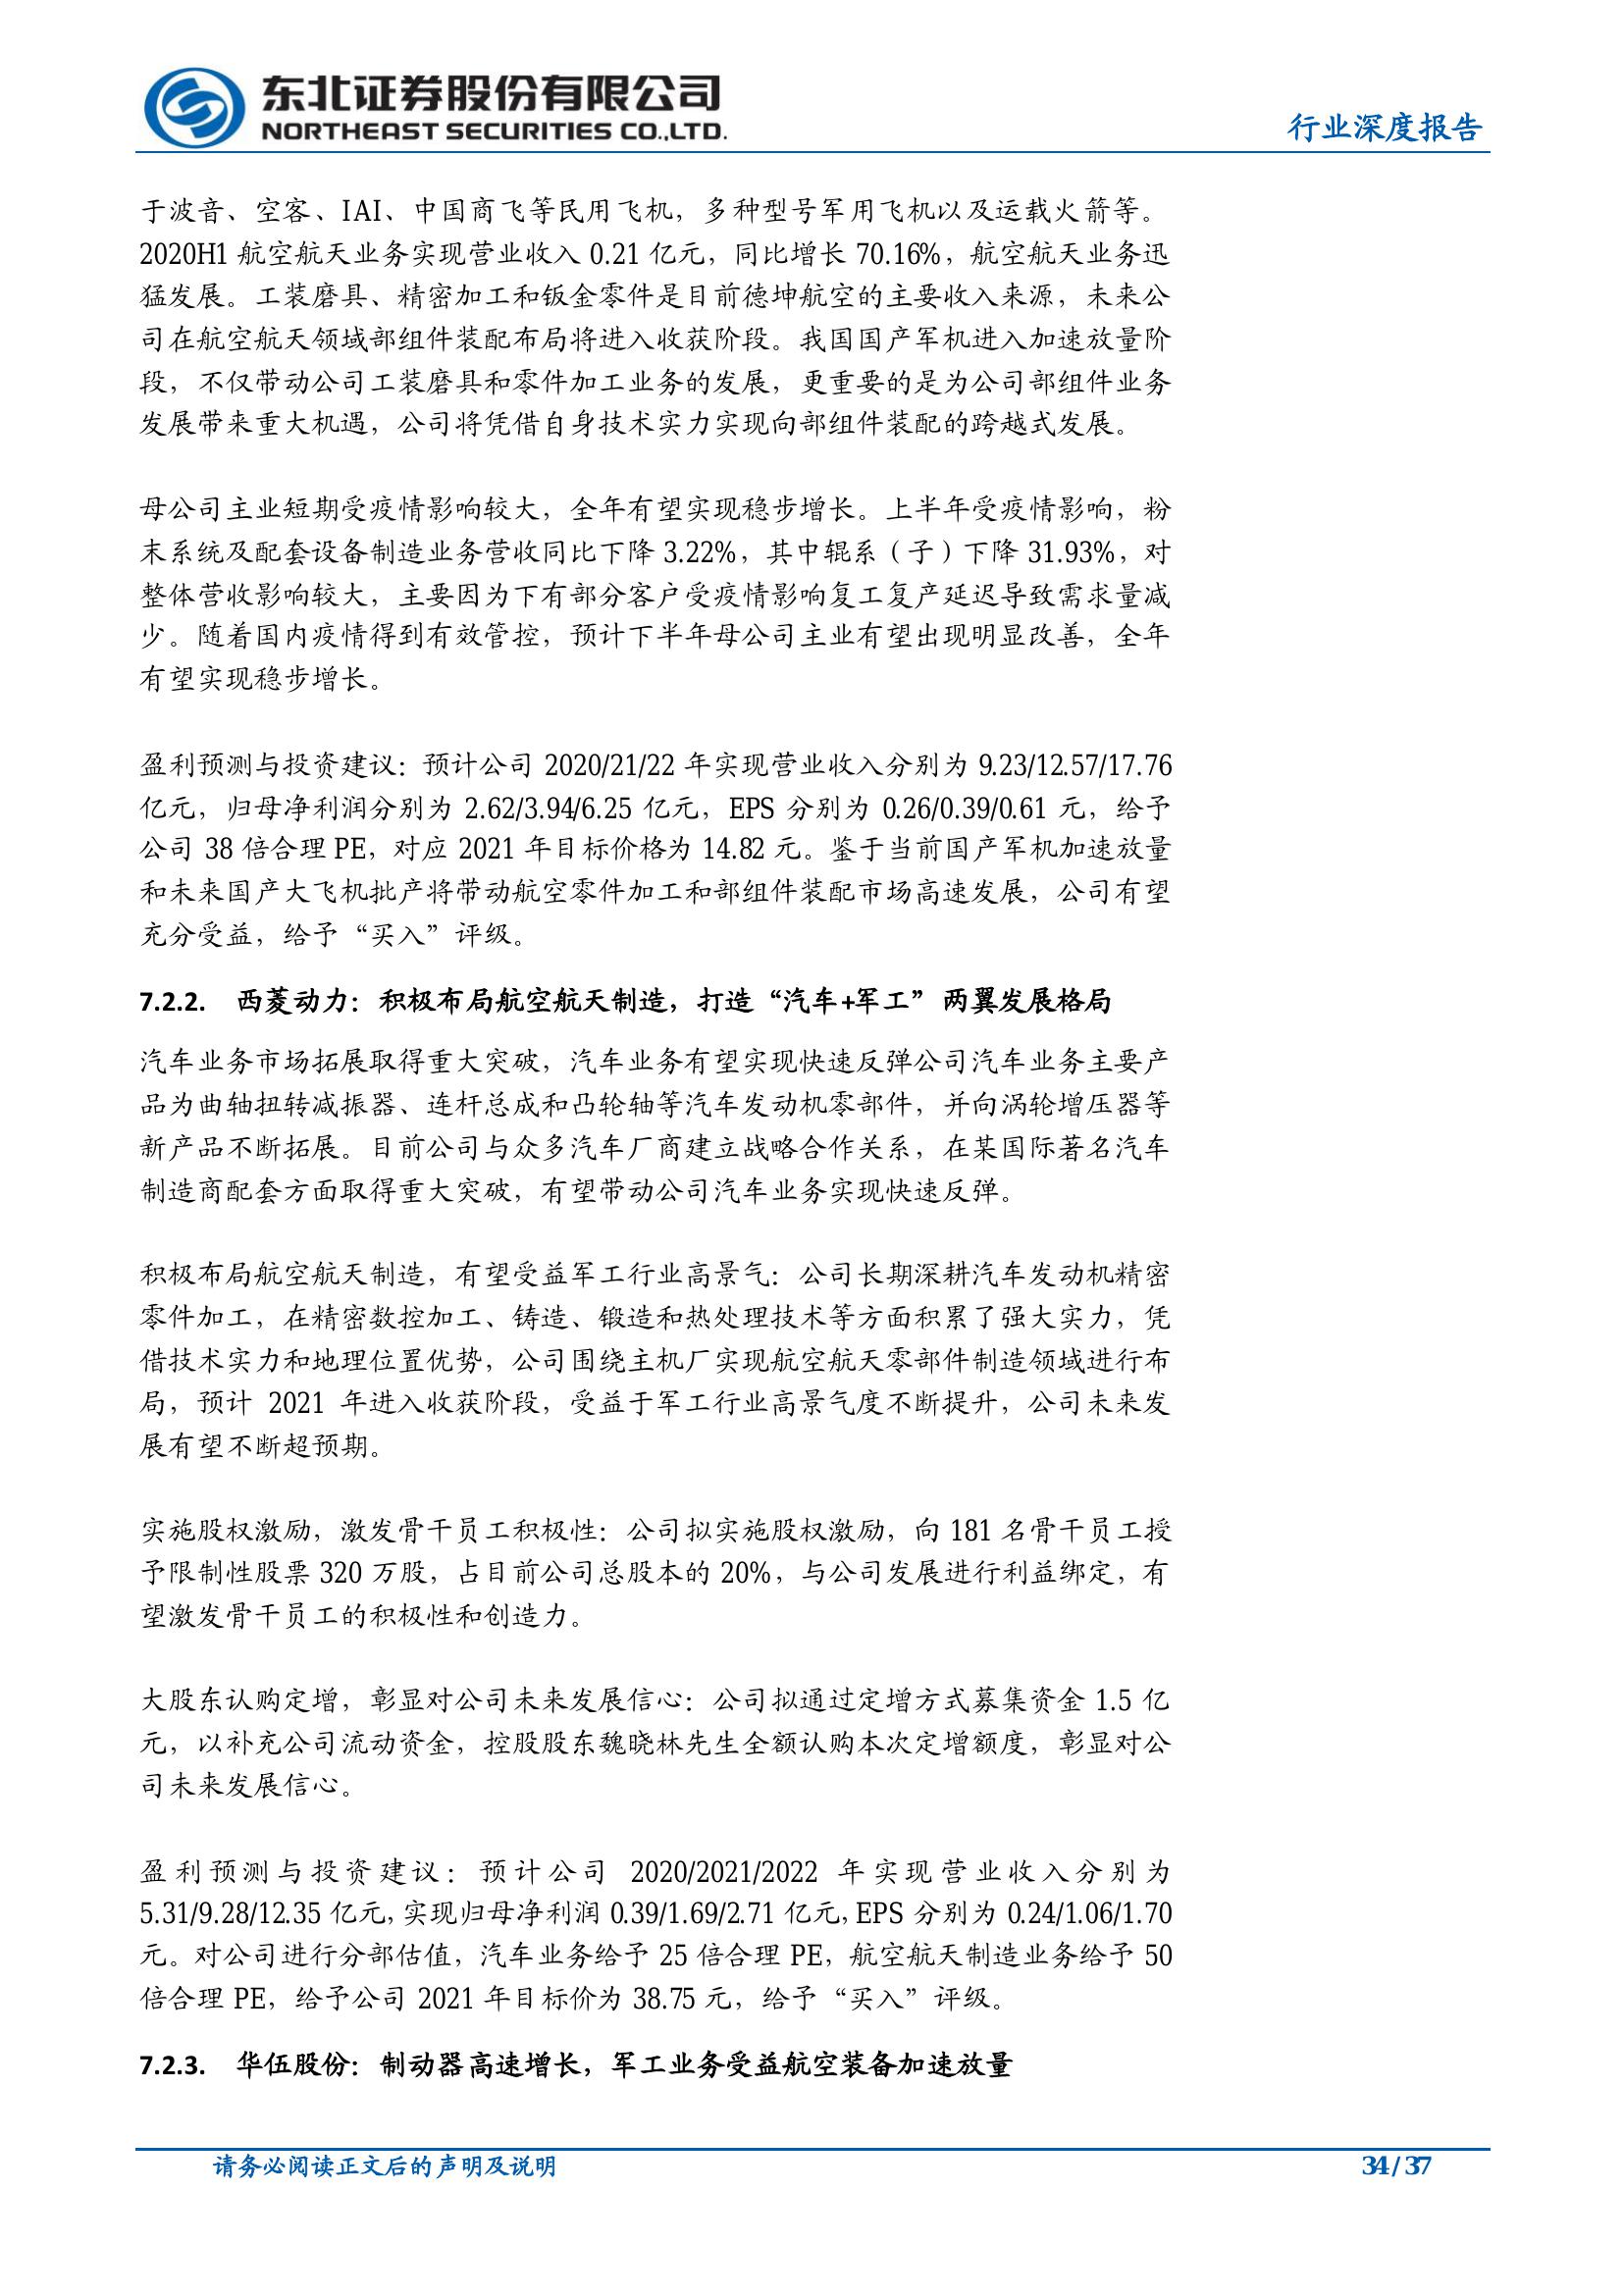 东北证券股份有限公司
NORTHEAST SECURITIES CO.,LTD.
行业深度报告
于波音、空客、IAI、中国商飞等民用飞机，多种型号军用飞机以及运载火箭等。
2020H1 航空航天业务实现营业收入 0.21 亿元，同比增长 70.16%，航空航天业务迅
猛发展。工装磨具、精密加工和钣金零件是目前德坤航空的主要收入来源，未来公
司在航空航天领域部组件装配布局将进入收获阶段。我国国产军机进入加速放量阶
段，不仅带动公司工装磨具和零件加工业务的发展，更重要的是为公司部组件业务
发展带来重大机遇，公司将凭借自身技术实力实现向部组件装配的跨越式发展。
母公司主业短期受疫情影响较大，全年有望实现稳步增长。上半年受疫情影响，粉
末系统及配套设备制造业务营收同比下降 3.22%，其中辊系（子）下降 31.93%，对
整体营收影响较大，主要因为下有部分客户受疫情影响复工复产延迟导致需求量减
少。随着国内疫情得到有效管控，预计下半年母公司主业有望出现明显改善，全年
有望实现稳步增长。
盈利预测与投资建议：预计公司 2020/21/22 年实现营业收入分别为 9.23/12.57/17.76
亿元，归母净利润分别为 2.62/3.94/6.25 亿元，EPS 分别为 0.26/0.39/0.61 元，给予
公司 38 倍合理 PE，对应 2021 年目标价格为 14.82 元。鉴于当前国产军机加速放量
和未来国产大飞机批产将带动航空零件加工和部组件装配市场高速发展，公司有望
充分受益，给予“买入”评级。
7.2.2. 西菱动力：积极布局航空航天制造，打造“汽车+军工”两翼发展格局
汽车业务市场拓展取得重大突破，汽车业务有望实现快速反弹公司汽车业务主要产
品为曲轴扭转减振器、连杆总成和凸轮轴等汽车发动机零部件，并向涡轮增压器等
新产品不断拓展。目前公司与众多汽车厂商建立战略合作关系，在某国际著名汽车
制造商配套方面取得重大突破，有望带动公司汽车业务实现快速反弹。
积极布局航空航天制造，有望受益军工行业高景气：公司长期深耕汽车发动机精密
零件加工，在精密数控加工、铸造、锻造和热处理技术等方面积累了强大实力，凭
借技术实力和地理位置优势，公司围绕主机厂实现航空航天零部件制造领域进行布
局，预计 2021 年进入收获阶段，受益于军工行业高景气度不断提升，公司未来发
展有望不断超预期。
实施股权激励，激发骨干员工积极性：公司拟实施股权激励，向 181 名骨干员工授
予限制性股票 320 万股，占目前公司总股本的 20%，与公司发展进行利益绑定，有
望激发骨干员工的积极性和创造力。
大股东认购定增，彰显对公司未来发展信心：公司拟通过定增方式募集资金 1.5 亿
元，以补充公司流动资金，控股股东魏晓林先生全额认购本次定增额度，彰显对公
司未来发展信心。
盈利预测与投资建议：预计公司 2020/2021/2022 年实现营业收入分别为
5.31/9.28/12.35 亿元,实现归母净利润 0.39/1.69/2.71 亿元,EPS 分别为 0.24/1.06/1.70
元。对公司进行分部估值，汽车业务给予 25 倍合理 PE，航空航天制造业务给予 50
倍合理 PE，给予公司 2021 年目标价为 38.75 元，给予“买入”评级。
7.2.3. 华伍股份：制动器高速增长，军工业务受益航空装备加速放量
请务必阅读正文后的声明及说明
34 / 37